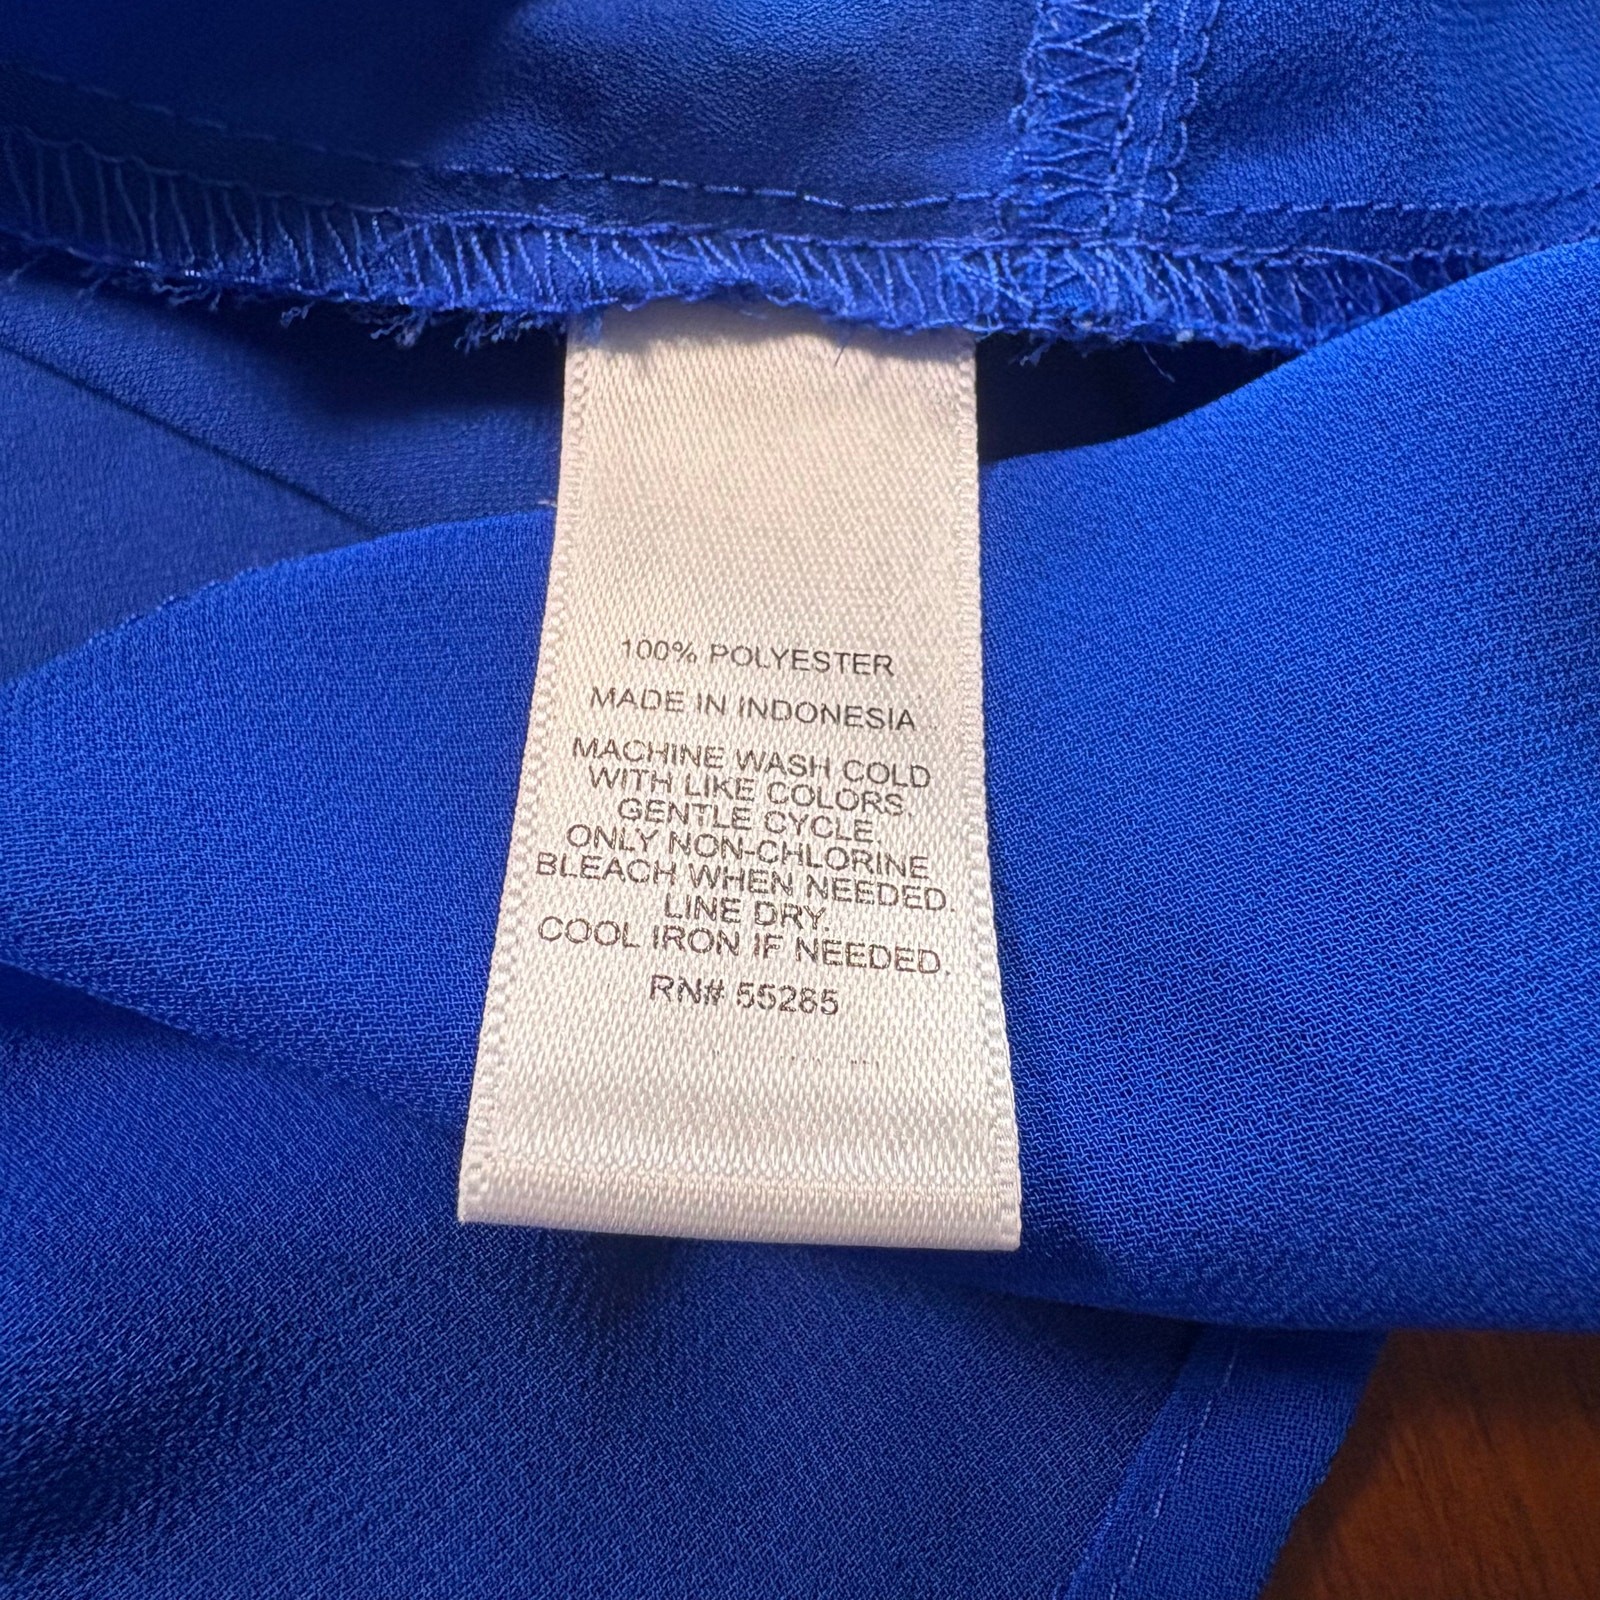 100% POLYESTER
MADE IN INDONESIA
MACHINE WASH COLD
WITH LIKE COLORS.
GENTLE CYCLE.
ONLY NON-CHLORINE
BLEACH WHEN NEEDED.
LINE DRY.
COOL IRON IF NEEDED.
RN# 55285